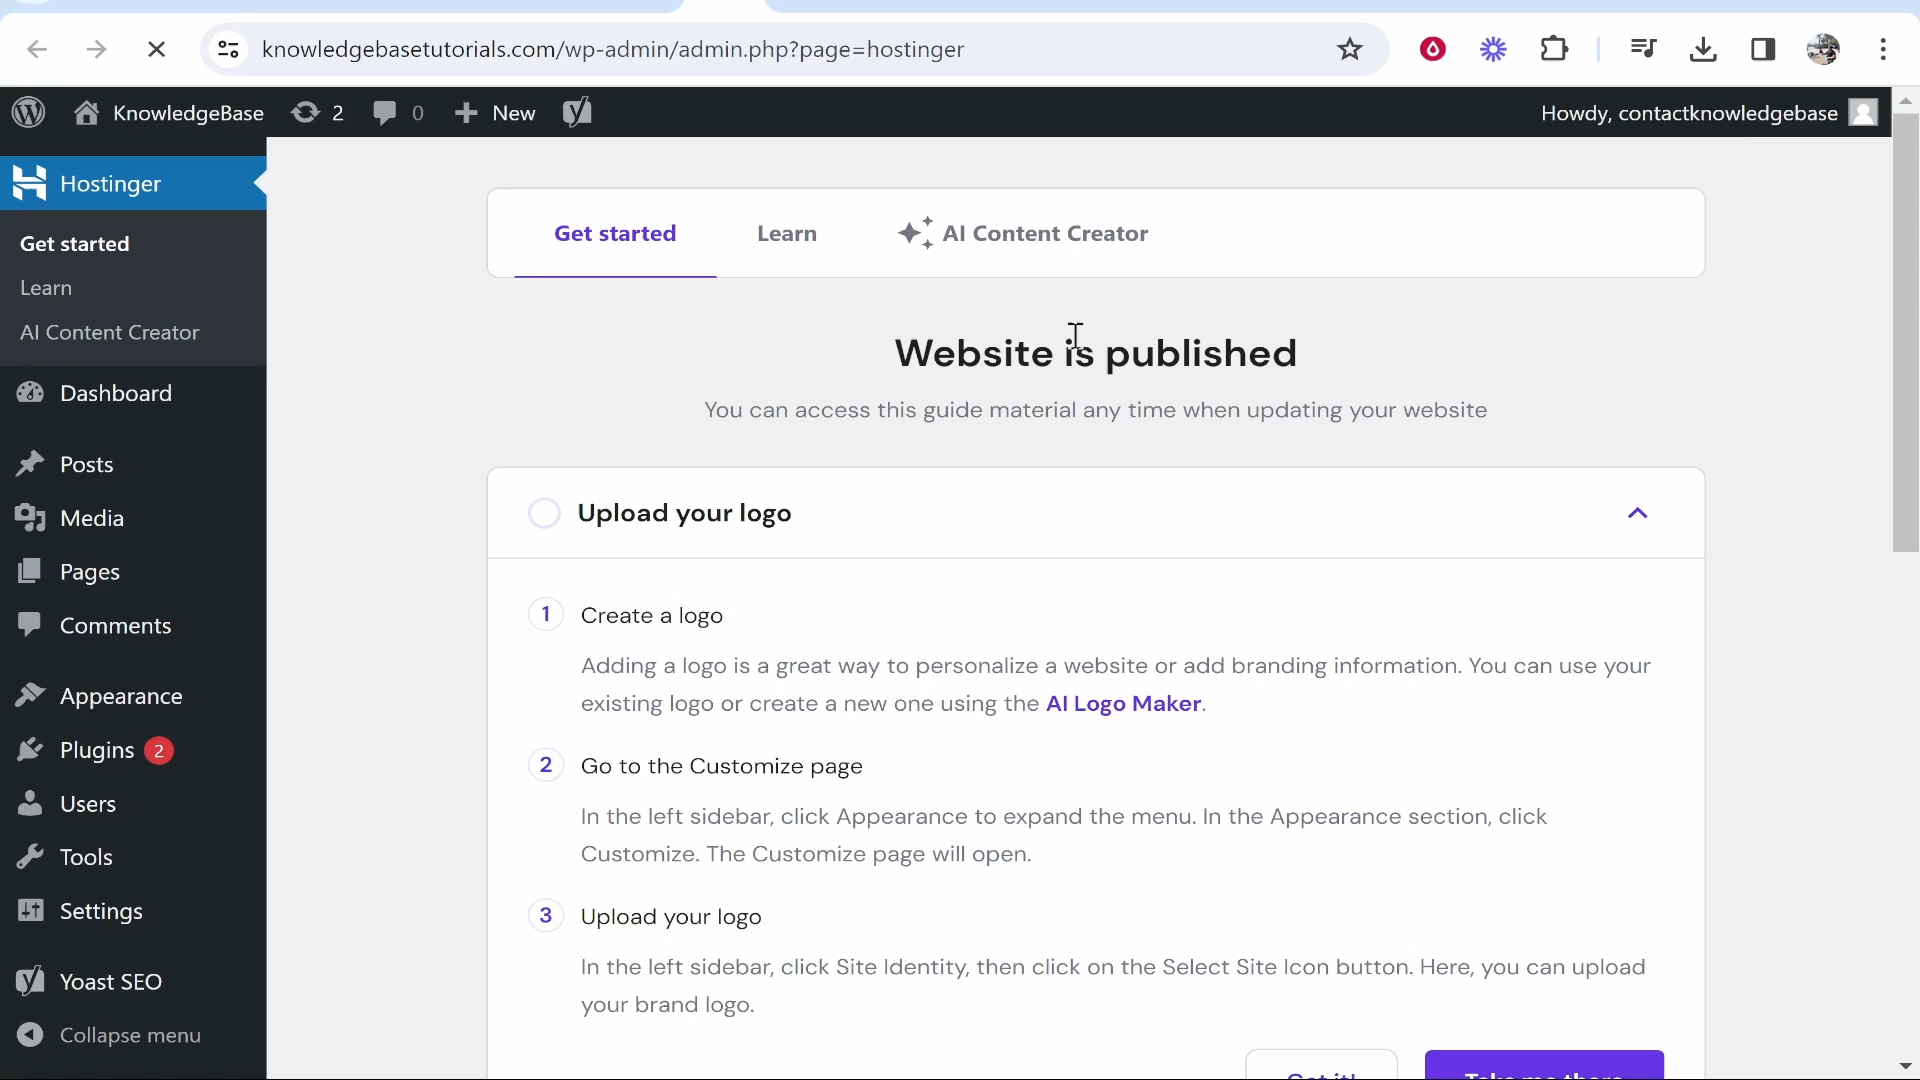 knowledgebasetutorials.com/wp-admin/admin.php?page=hostinger
KnowledgeBase 2 0 New Howdy, contactknowledgebase
Hostinger
Get started
Learn
AI Content Creator
Dashboard
Posts
Media
Pages
Comments
Appearance
Plugins 2
Users
Tools
Settings
Yoast SEO
Collapse menu
Get started Learn AI Content Creator
Website is published
You can access this guide material any time when updating your website
Upload your logo
1 Create a logo
Adding a logo is a great way to personalize a website or add branding information. You can use your
existing logo or create a new one using the AI Logo Maker.
2 Go to the Customize page
In the left sidebar, click Appearance to expand the menu. In the Appearance section, click
Customize. The Customize page will open.
3 Upload your logo
In the left sidebar, click Site Identity, then click on the Select Site Icon button. Here, you can upload
your brand logo.
Got it! Take me there